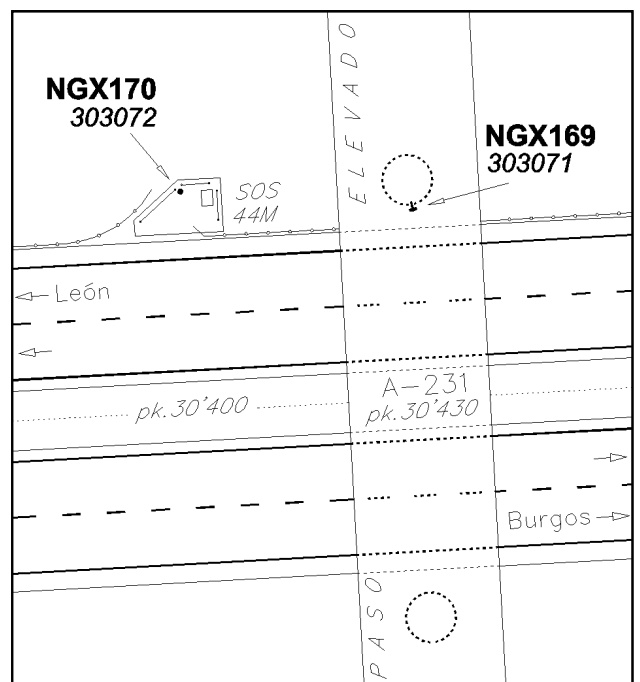 NGX170
303072
ELEVADO
NGX169
303071
SOS
44M
León
A-231
pk.30'400
pk.30'430
Burgos
PASO